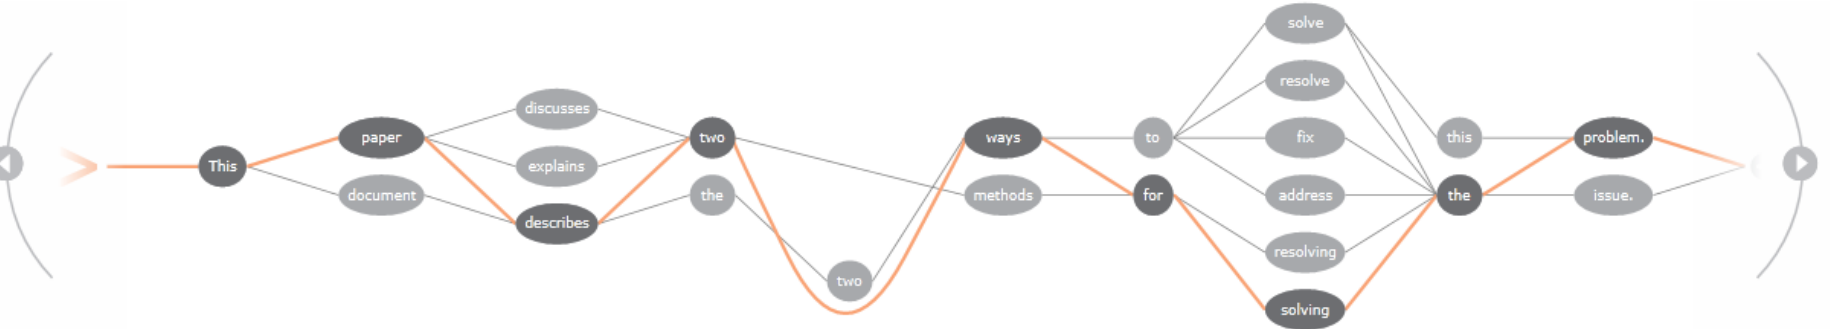 This
paper
document
discusses
explains
describes
two
the
two
ways
methods
to
for
solve
resolve
fix
address
resolving
solving
this
the
problem.
issue.